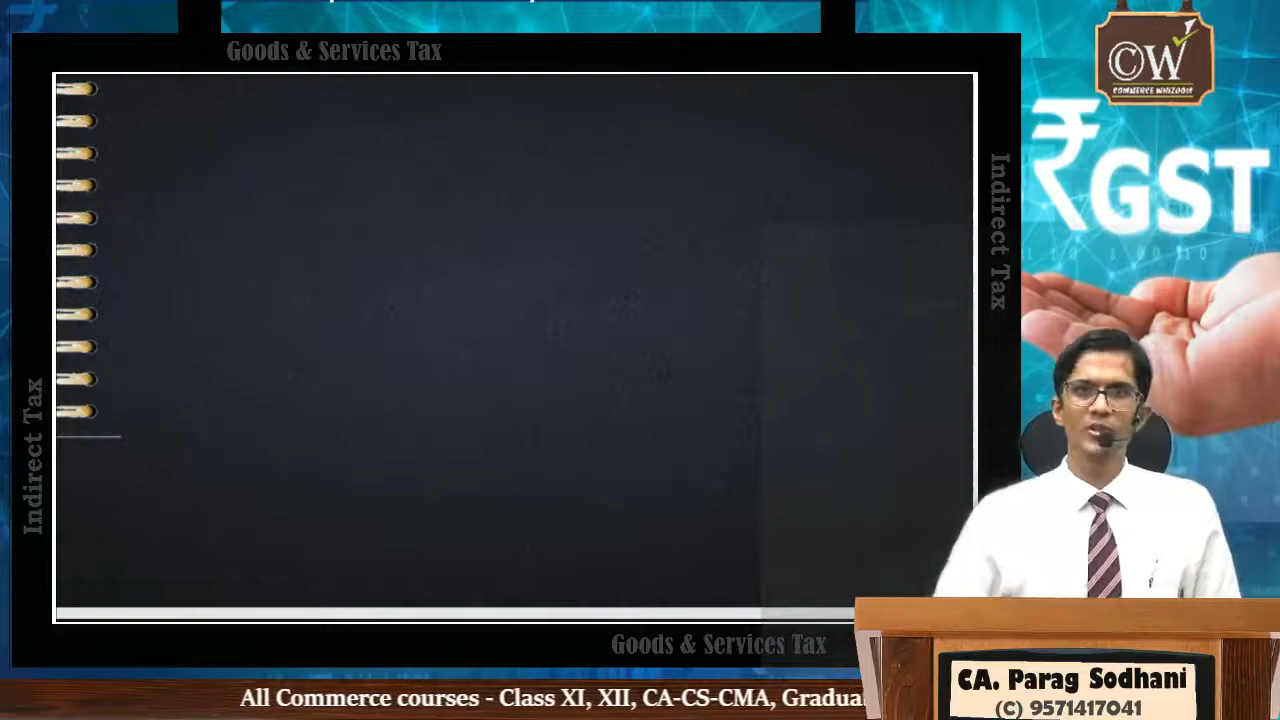 Goods & Services Tax
©W
COMMERCE WHIZDOM
Indirect Tax
₹GST
Indirect Tax
Goods & Services Tax
All Commerce courses - Class XI, XII, CA-CS-CMA, Gradua
CA. Parag Sodhani
(C) 9571417041